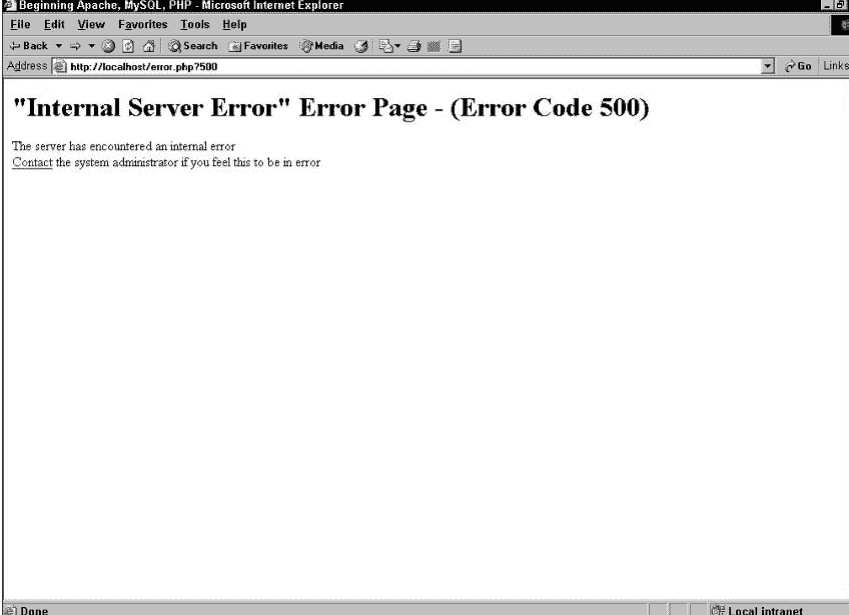 Beginning Apache, MySQL, PHP - Microsoft Internet Explorer
File Edit View Favorites Tools Help
Back Search Favorites Media
Address http://localhost/error.php?500 Go Links
"Internal Server Error" Error Page - (Error Code 500)
The server has encountered an internal error
Contact the system administrator if you feel this to be in error
Done Local intranet